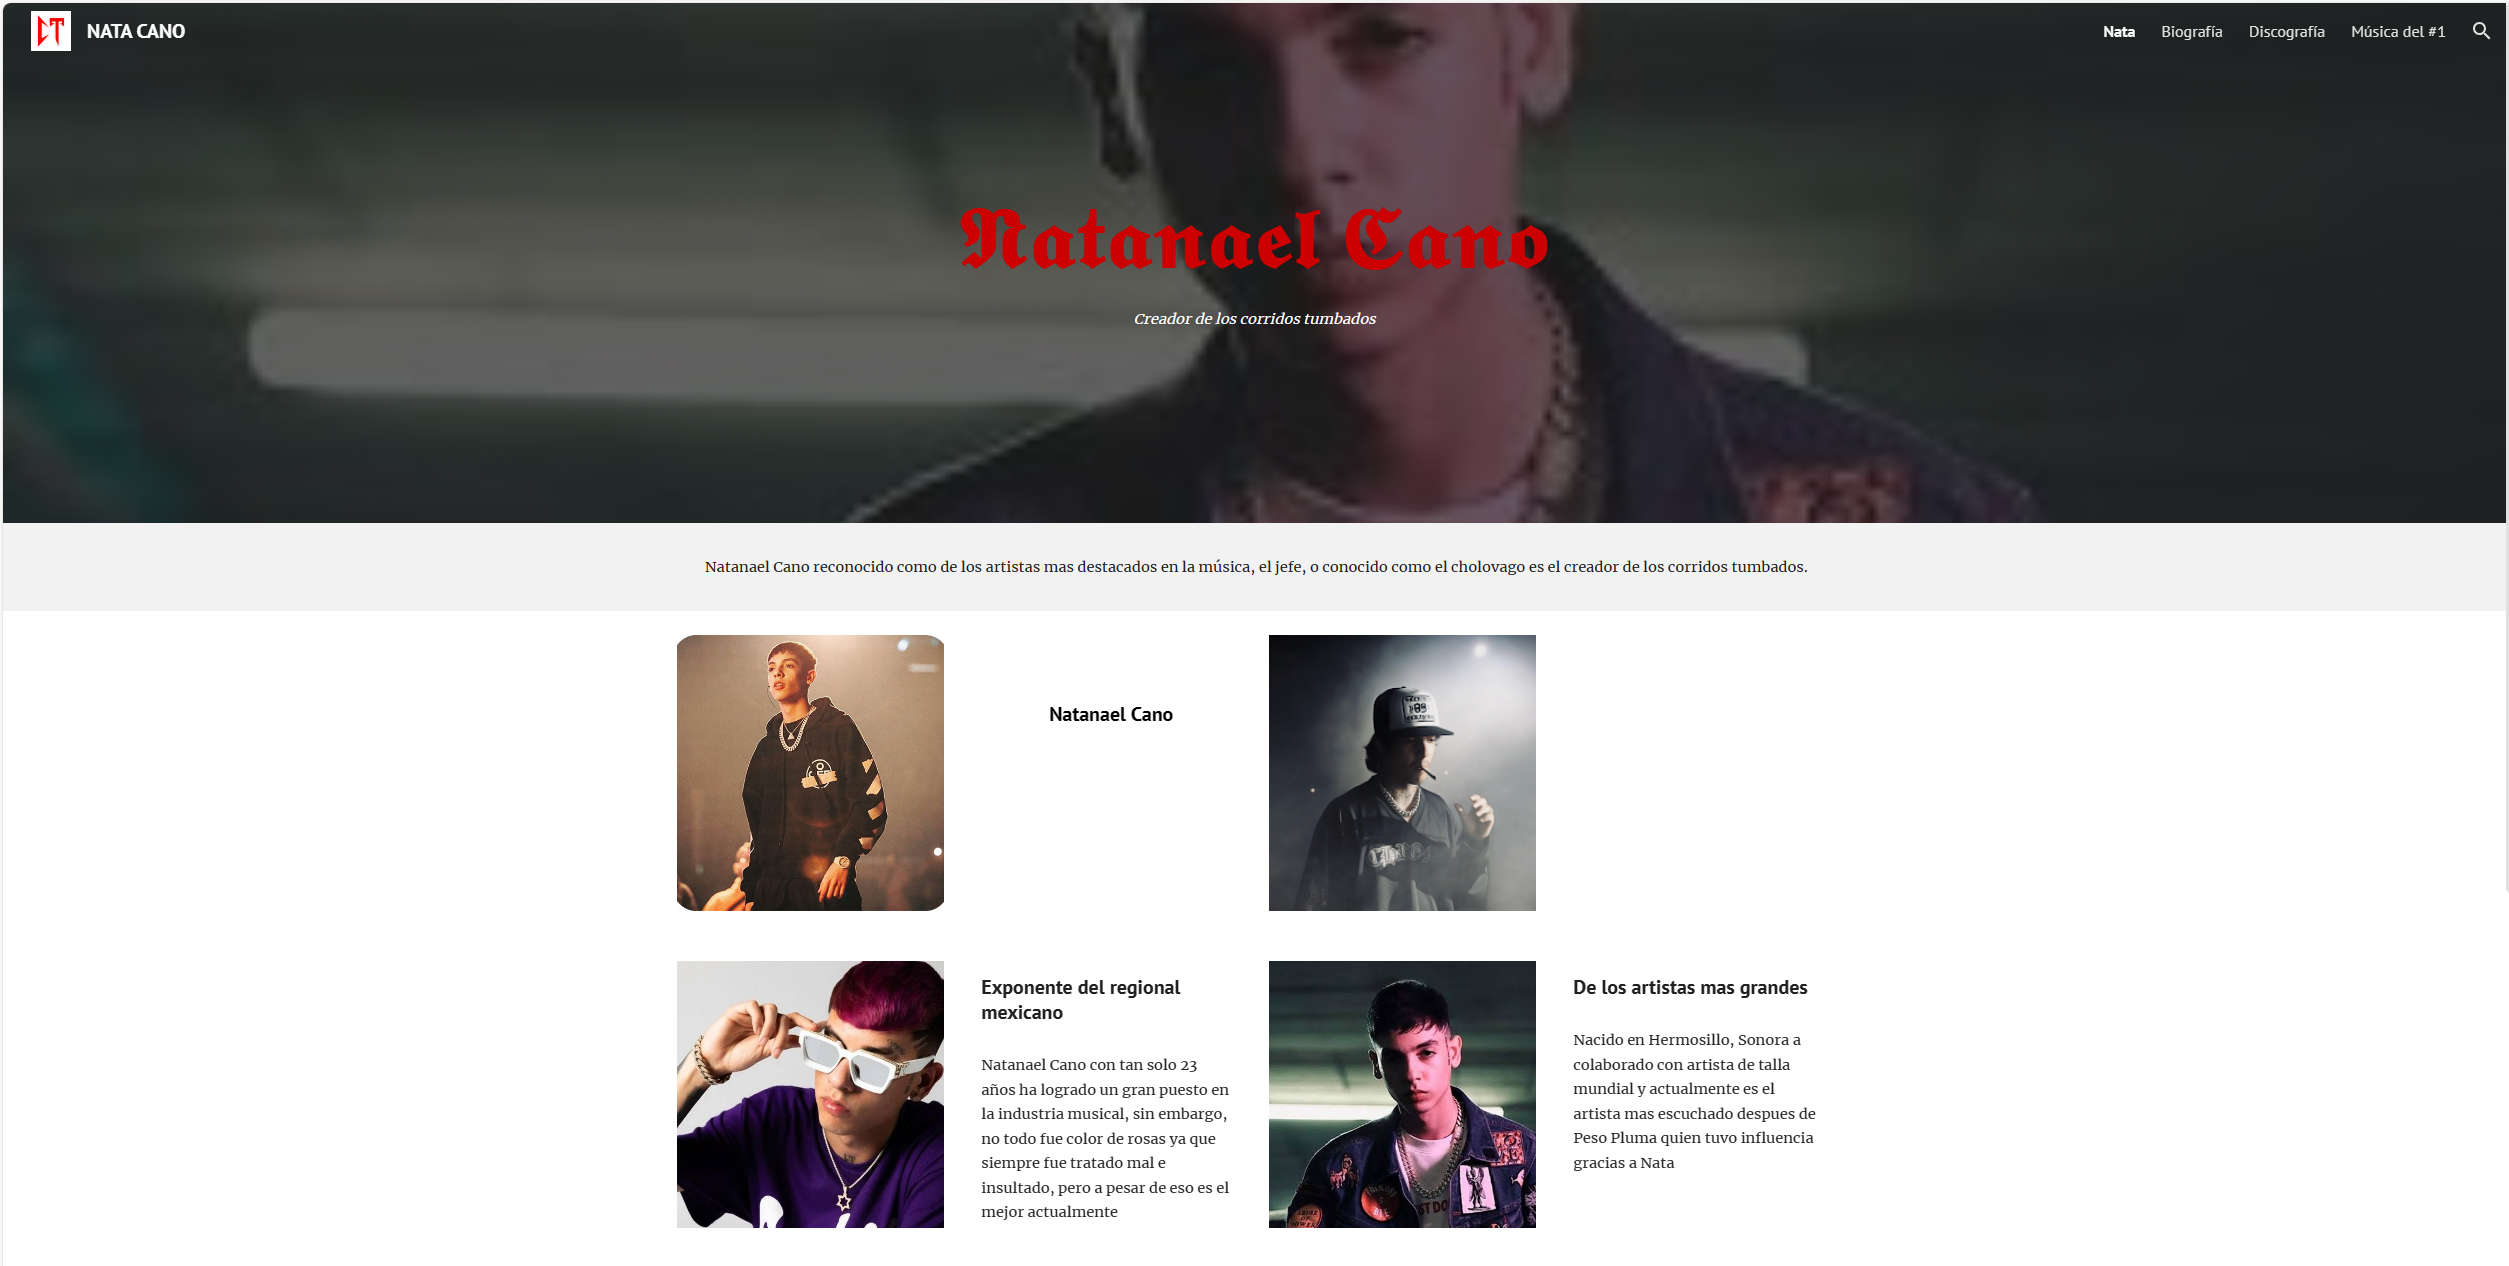 CT
NATA CANO
Nata
Biografía
Discografía
Música del #1
Natanael Cano
Creador de los corridos tumbados
Natanael Cano reconocido como de los artistas mas destacados en la música, el jefe, o conocido como el cholovago es el creador de los corridos tumbados.
Natanael Cano
Exponente del regional
mexicano
Natanael Cano con tan solo 23
años ha logrado un gran puesto en
la industria musical, sin embargo,
no todo fue color de rosas ya que
siempre fue tratado mal e
insultado, pero a pesar de eso es el
mejor actualmente
De los artistas mas grandes
Nacido en Hermosillo, Sonora a
colaborado con artista de talla
mundial y actualmente es el
artista mas escuchado despues de
Peso Pluma quien tuvo influencia
gracias a Nata